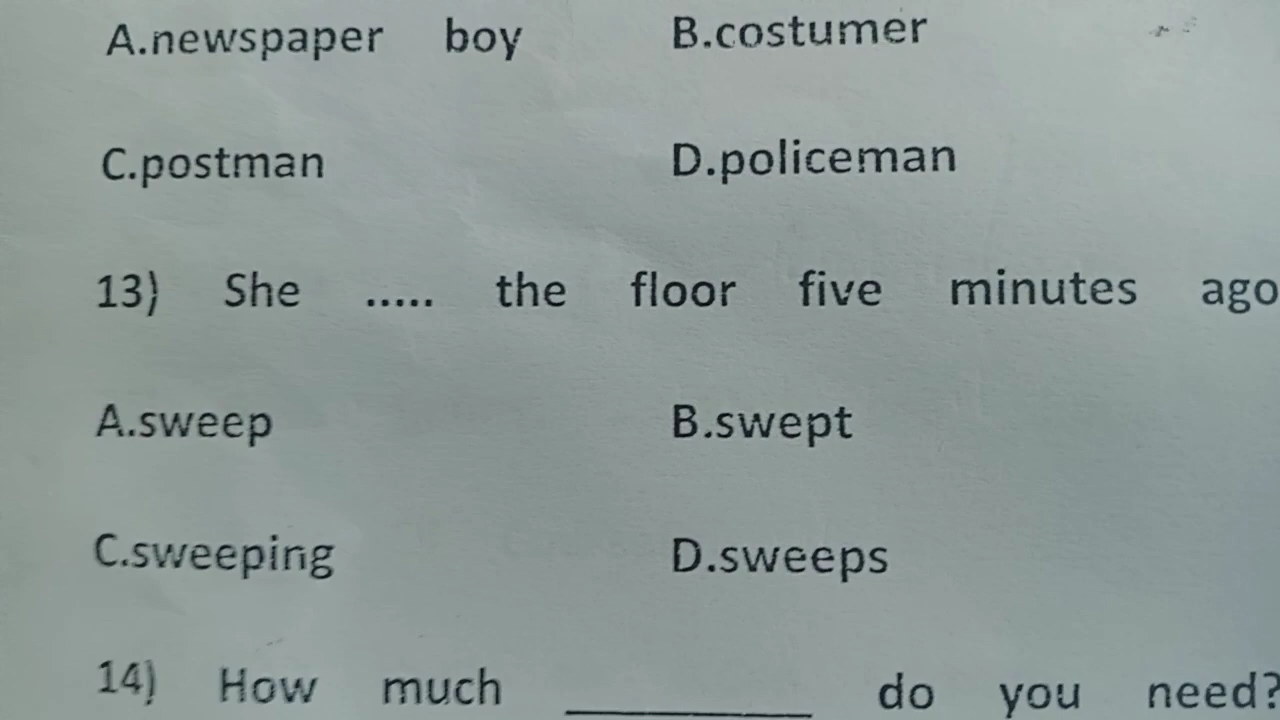 A.newspaper boy B.costumer
C.postman D.policeman
13) She ..... the floor five minutes ago
A.sweep B.swept
C.sweeping D.sweeps
14) How much __________ do you need?